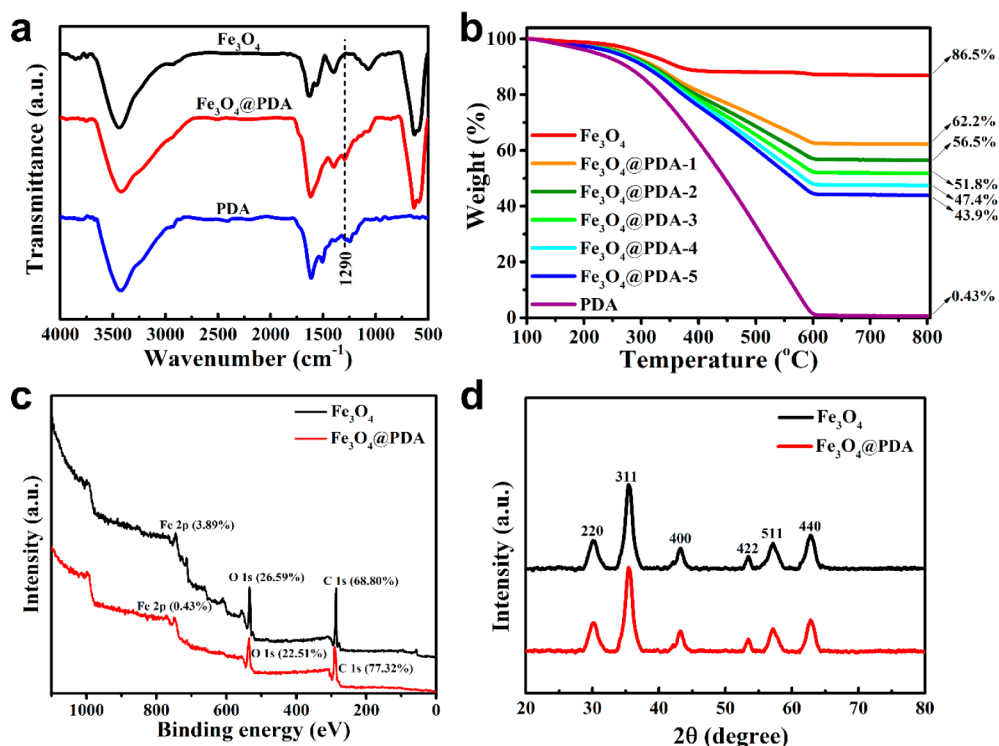 a
Fe₃O₄
Fe₃O₄@PDA
PDA
1290
Transmittance (a.u.)
4000 3500 3000 2500 2000 1500 1000 500
Wavenumber (cm⁻¹)
b
100
80
60
40
20
0
Weight (%)
Fe₃O₄
Fe₃O₄@PDA-1
Fe₃O₄@PDA-2
Fe₃O₄@PDA-3
Fe₃O₄@PDA-4
Fe₃O₄@PDA-5
PDA
86.5%
62.2%
56.5%
51.8%
47.4%
43.9%
0.43%
100 200 300 400 500 600 700 800
Temperature (°C)
c
Fe₃O₄
Fe₃O₄@PDA
Fe 2p (3.89%)
O 1s (26.59%)
C 1s (68.80%)
Fe 2p (0.43%)
O 1s (22.51%)
C 1s (77.32%)
Intensity (a.u.)
1000 800 600 400 200 0
Binding energy (eV)
d
Fe₃O₄
Fe₃O₄@PDA
220
311
400
422
511
440
Intensity (a.u.)
20 30 40 50 60 70 80
2θ (degree)